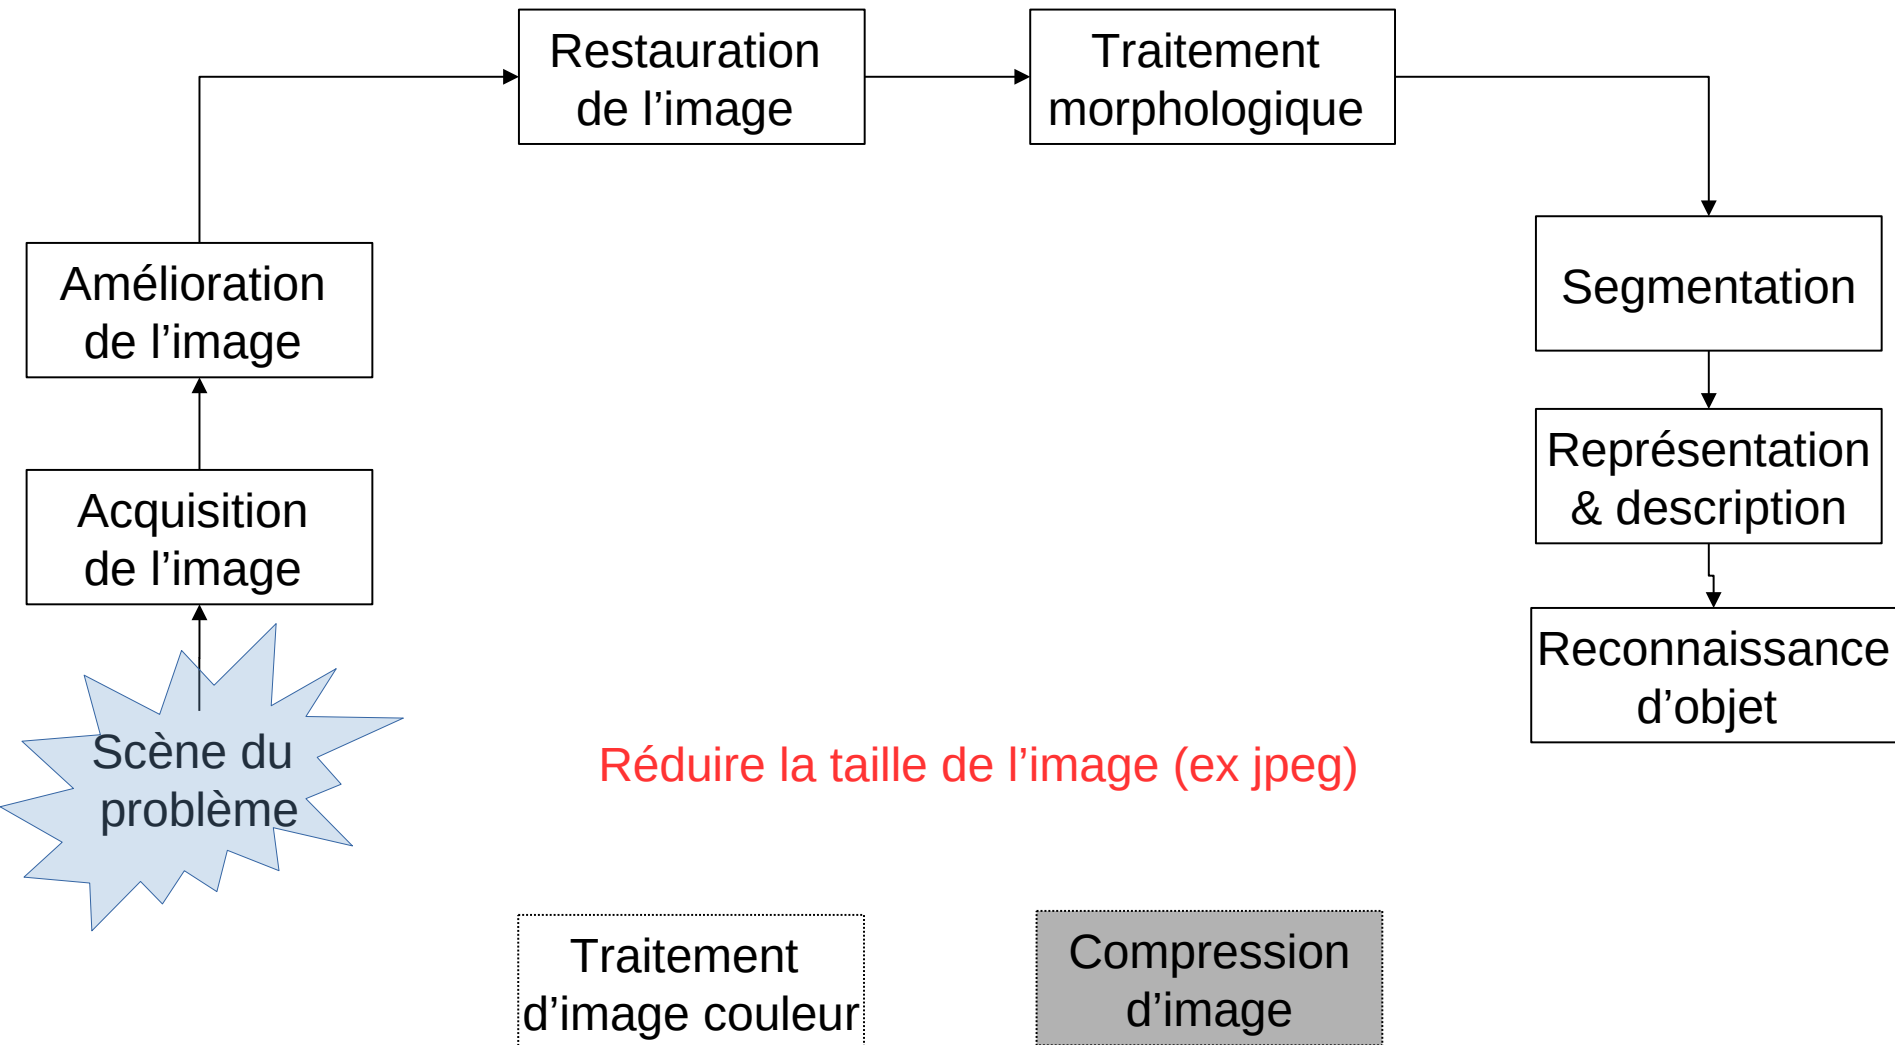 Restauration
de l’image
Traitement
morphologique
Amélioration
de l’image
Segmentation
Représentation
& description
Acquisition
de l’image
Reconnaissance
d’objet
Scène du
problème
Réduire la taille de l’image (ex jpeg)
Traitement
d’image couleur
Compression
d’image